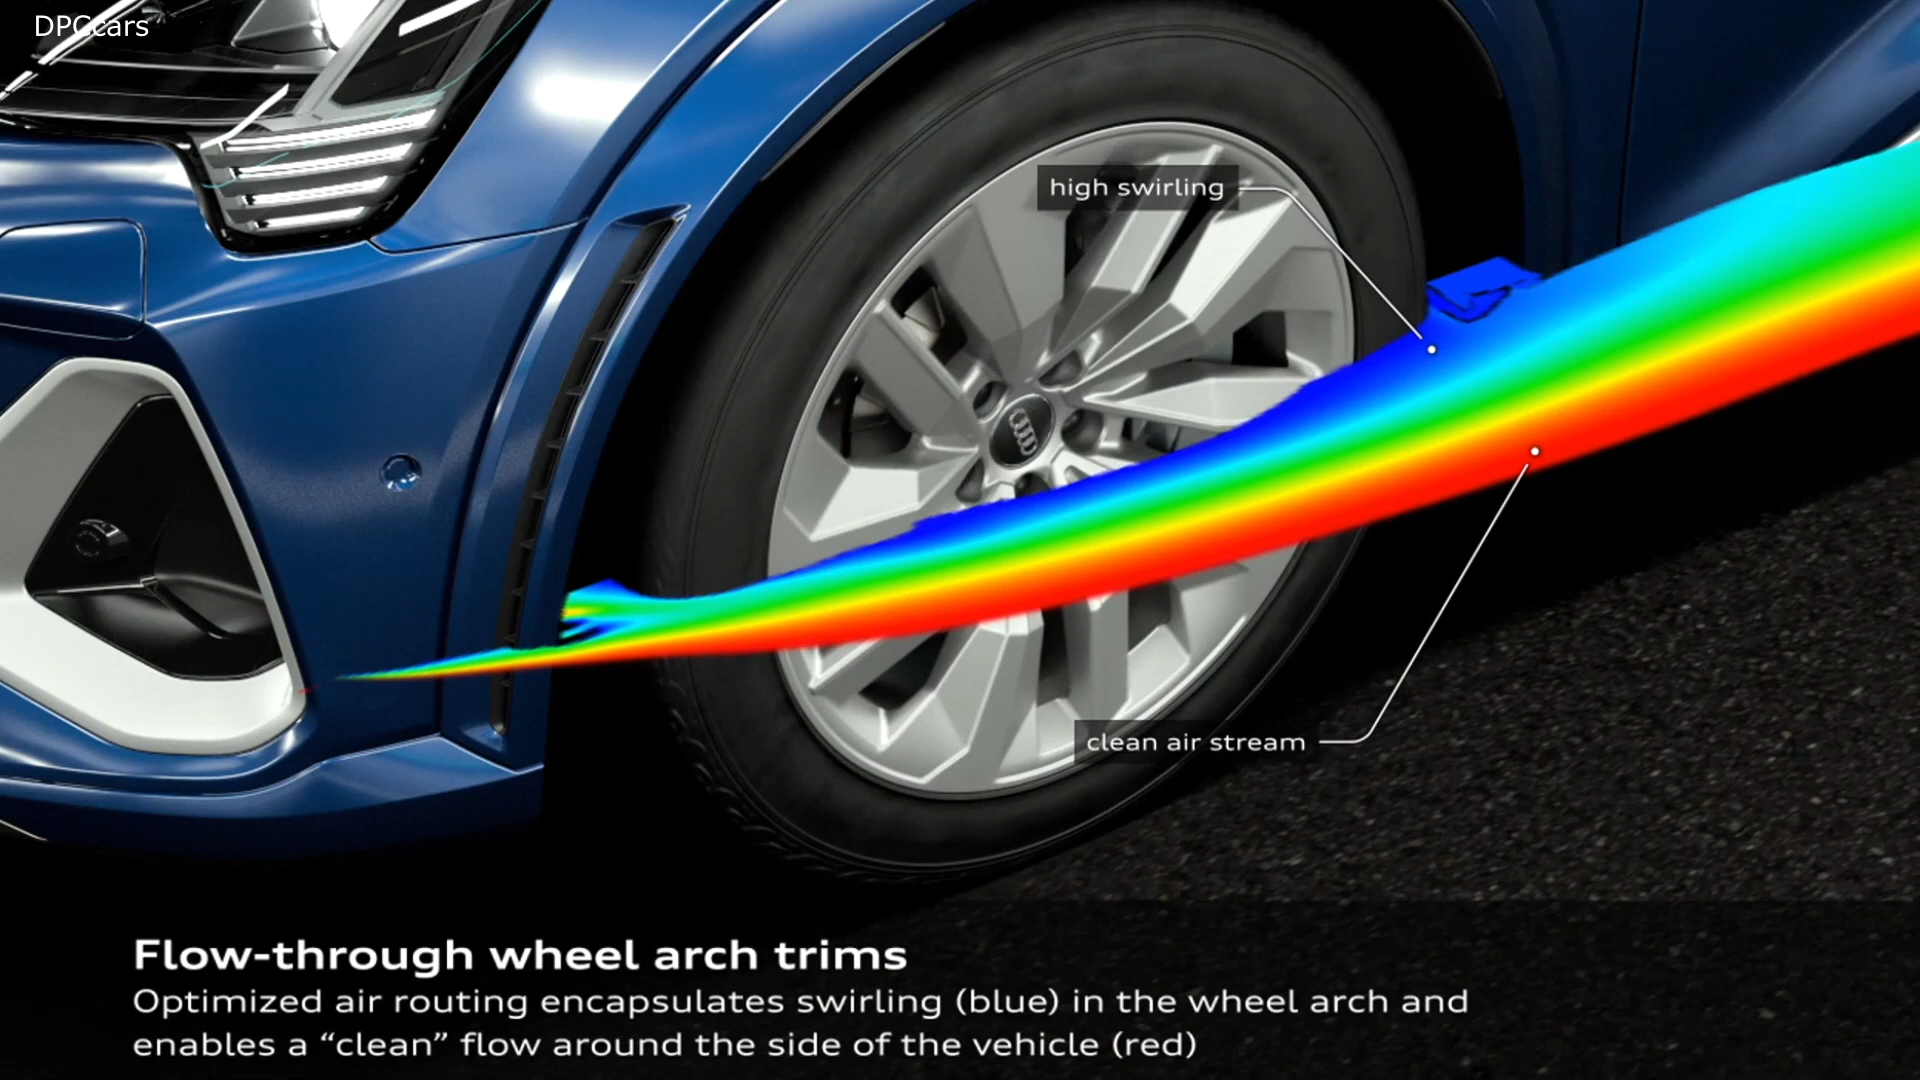 DPCcars
high swirling
clean air stream
Flow-through wheel arch trims
Optimized air routing encapsulates swirling (blue) in the wheel arch and
enables a “clean” flow around the side of the vehicle (red)